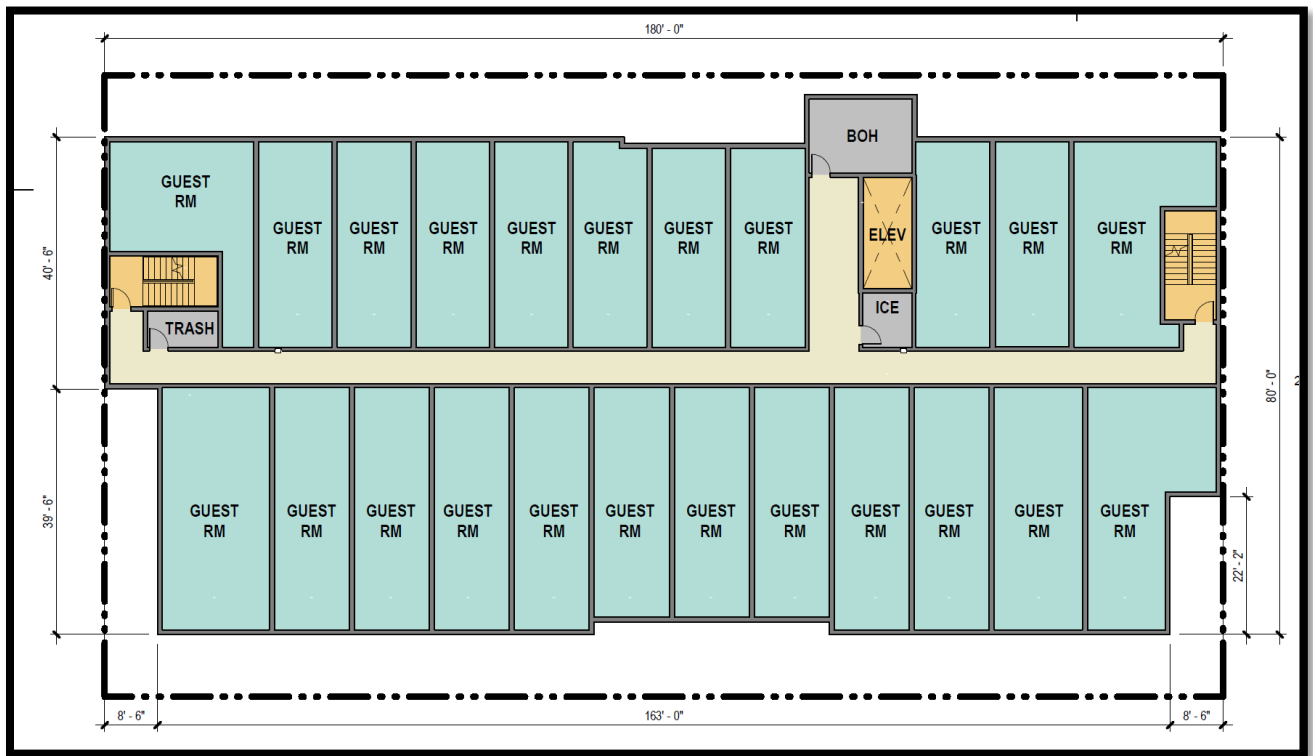 180' - 0"
BOH
GUEST
RM
GUEST
RM
GUEST
RM
GUEST
RM
GUEST
RM
GUEST
RM
GUEST
RM
GUEST
RM
ELEV
GUEST
RM
GUEST
RM
GUEST
RM
40' - 6"
ICE
TRASH
80' - 0"
2
GUEST
RM
GUEST
RM
GUEST
RM
GUEST
RM
GUEST
RM
GUEST
RM
GUEST
RM
GUEST
RM
GUEST
RM
GUEST
RM
GUEST
RM
GUEST
RM
39' - 6"
22' - 2"
8' - 6"
163' - 0"
8' - 6"